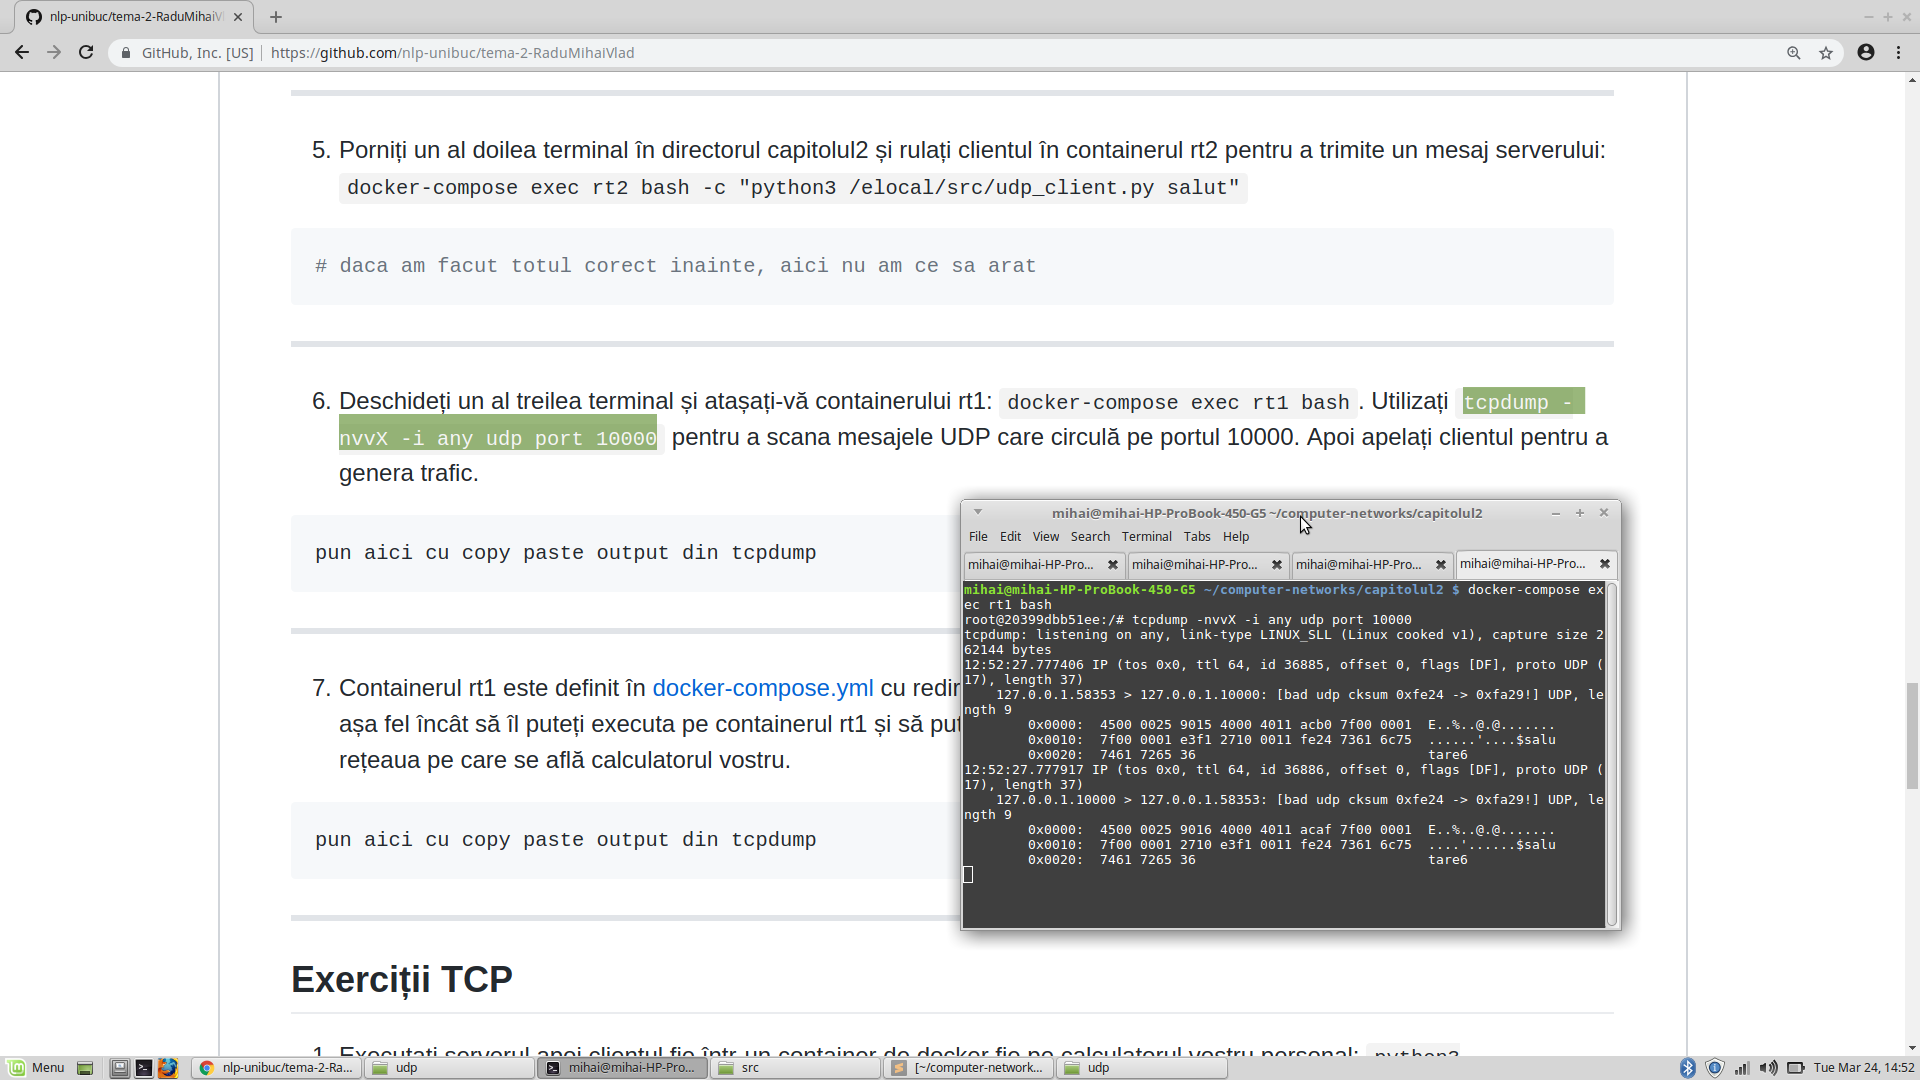 nlp-unibuc/tema-2-RaduMihaiVl
GitHub, Inc. [US] | https://github.com/nlp-unibuc/tema-2-RaduMihaiVlad
5. Porniți un al doilea terminal în directorul capitolul2 și rulați clientul în containerul rt2 pentru a trimite un mesaj serverului:
docker-compose exec rt2 bash -c "python3 /elocal/src/udp_client.py salut"
# daca am facut totul corect inainte, aici nu am ce sa arat
6. Deschideți un al treilea terminal și atașați-vă containerului rt1: docker-compose exec rt1 bash . Utilizați tcpdump -
nvvX -i any udp port 10000 pentru a scana mesajele UDP care circulă pe portul 10000. Apoi apelați clientul pentru a
genera trafic.
pun aici cu copy paste output din tcpdump
7. Containerul rt1 este definit în docker-compose.yml cu redir
așa fel încât să îl puteți executa pe containerul rt1 și să put
rețeaua pe care se află calculatorul vostru.
pun aici cu copy paste output din tcpdump
Exerciții TCP
1. Executați serverul apoi clientul fie într-un container de docker fie pe calculatorul vostru personal: python3
mihai@mihai-HP-ProBook-450-G5 ~/computer-networks/capitolul2
File Edit View Search Terminal Tabs Help
mihai@mihai-HP-Pro... mihai@mihai-HP-Pro... mihai@mihai-HP-Pro... mihai@mihai-HP-Pro...
mihai@mihai-HP-ProBook-450-G5 ~/computer-networks/capitolul2 $ docker-compose ex
ec rt1 bash
root@20399dbb51ee:/# tcpdump -nvvX -i any udp port 10000
tcpdump: listening on any, link-type LINUX_SLL (Linux cooked v1), capture size 2
62144 bytes
12:52:27.777406 IP (tos 0x0, ttl 64, id 36885, offset 0, flags [DF], proto UDP (
17), length 37)
127.0.0.1.58353 > 127.0.0.1.10000: [bad udp cksum 0xfe24 -> 0xfa29!] UDP, le
ngth 9
0x0000: 4500 0025 9015 4000 4011 acb0 7f00 0001 E..%..@.@.......
0x0010: 7f00 0001 e3f1 2710 0011 fe24 7361 6c75 ......'....$salu
0x0020: 7461 7265 36 tare6
12:52:27.777917 IP (tos 0x0, ttl 64, id 36886, offset 0, flags [DF], proto UDP (
17), length 37)
127.0.0.1.10000 > 127.0.0.1.58353: [bad udp cksum 0xfe24 -> 0xfa29!] UDP, le
ngth 9
0x0000: 4500 0025 9016 4000 4011 acaf 7f00 0001 E..%..@.@.......
0x0010: 7f00 0001 2710 e3f1 0011 fe24 7361 6c75 ....'......$salu
0x0020: 7461 7265 36 tare6
Menu nlp-unibuc/tema-2-Ra... udp mihai@mihai-HP-Pro... src [~/computer-network... udp Tue Mar 24, 14:52